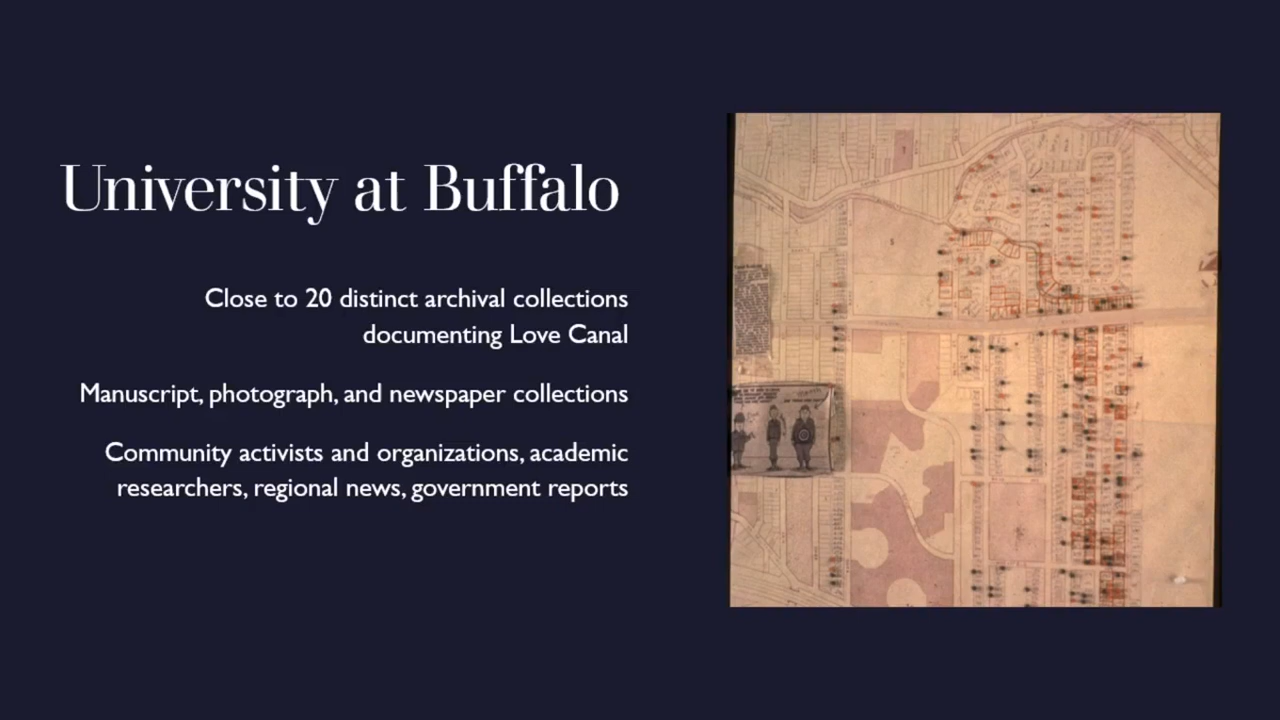 University at Buffalo
Close to 20 distinct archival collections
documenting Love Canal
Manuscript, photograph, and newspaper collections
Community activists and organizations, academic
researchers, regional news, government reports